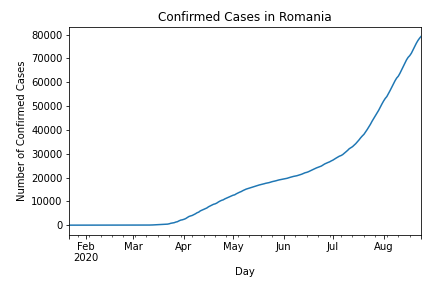 Confirmed Cases in Romania
Number of Confirmed Cases
80000
70000
60000
50000
40000
30000
20000
10000
0
Feb Mar Apr May Jun Jul Aug
2020
Day